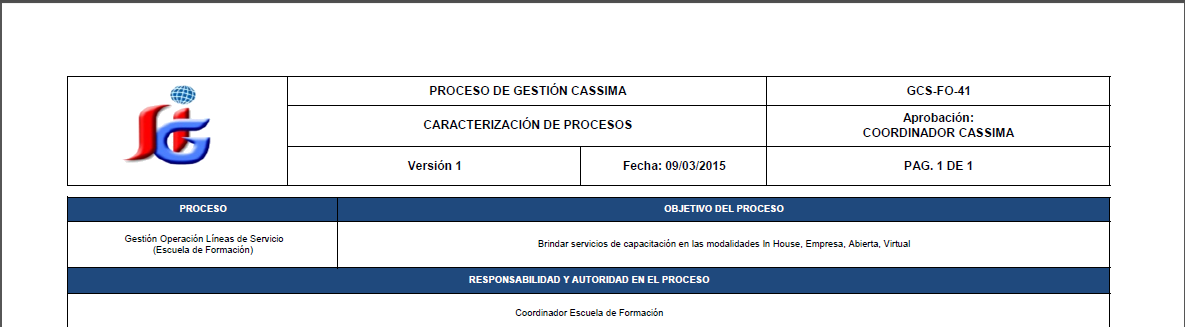 SIG
PROCESO DE GESTIÓN CASSIMA
GCS-FO-41
CARACTERIZACIÓN DE PROCESOS
Aprobación:
COORDINADOR CASSIMA
Versión 1
Fecha: 09/03/2015
PAG. 1 DE 1
PROCESO
OBJETIVO DEL PROCESO
Gestión Operación Líneas de Servicio
(Escuela de Formación)
Brindar servicios de capacitación en las modalidades In House, Empresa, Abierta, Virtual
RESPONSABILIDAD Y AUTORIDAD EN EL PROCESO
Coordinador Escuela de Formación